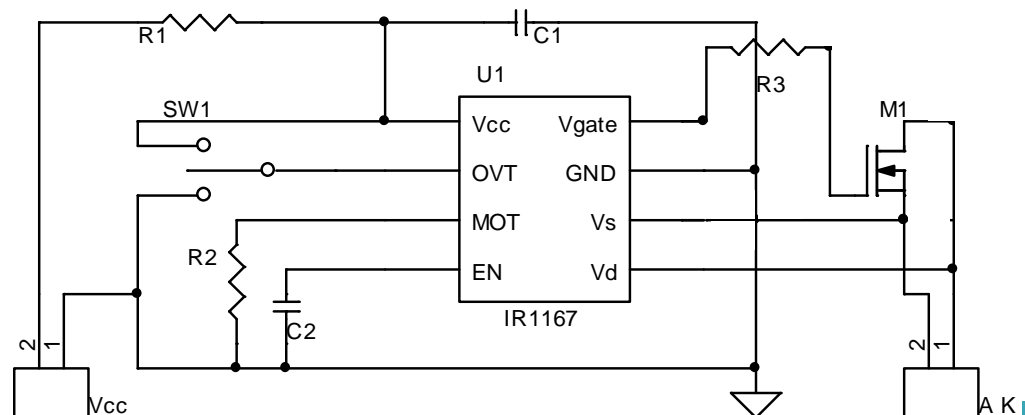 R1
C1
U1
R3
SW1
M1
Vcc
Vgate
OVT
GND
MOT
Vs
R2
EN
Vd
C2
IR1167
2
1
2
1
Vcc
A K